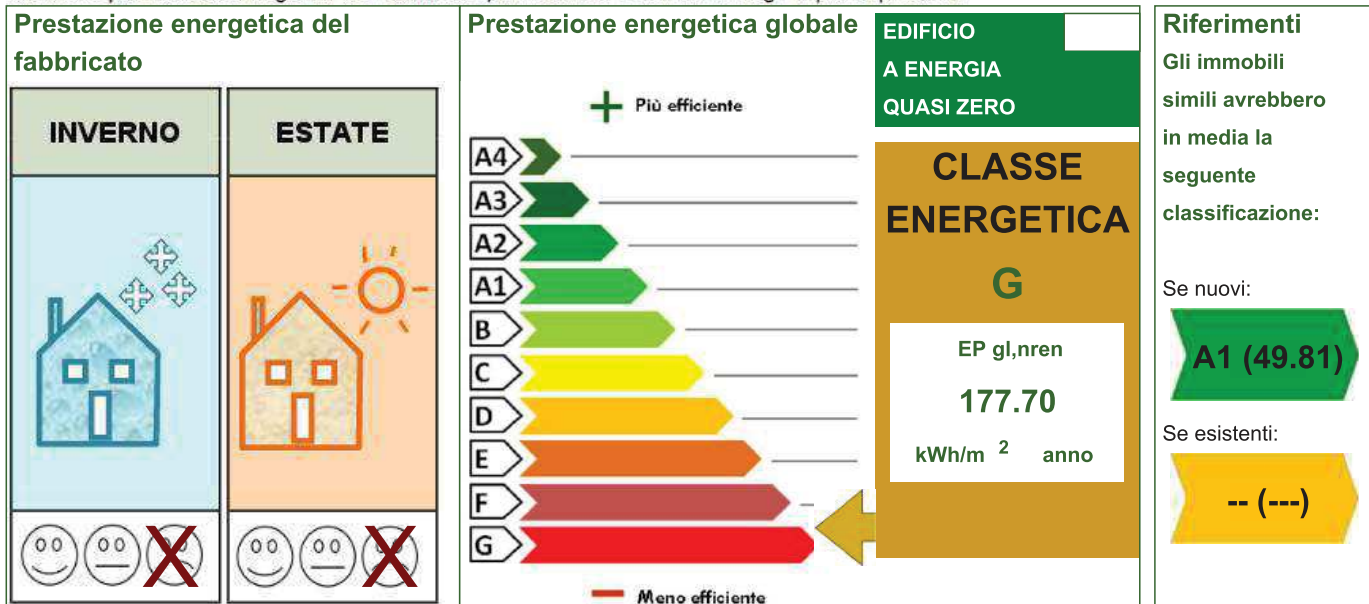 Prestazione energetica del
fabbricato
INVERNO
ESTATE
Prestazione energetica globale
Più efficiente
A4
A3
A2
A1
B
C
D
E
F
G
Meno efficiente
EDIFICIO
A ENERGIA
QUASI ZERO
CLASSE
ENERGETICA
G
EP gl,nren
177.70
kWh/m 2 anno
Riferimenti
Gli immobili
simili avrebbero
in media la
seguente
classificazione:
Se nuovi:
A1 (49.81)
Se esistenti:
-- (---)